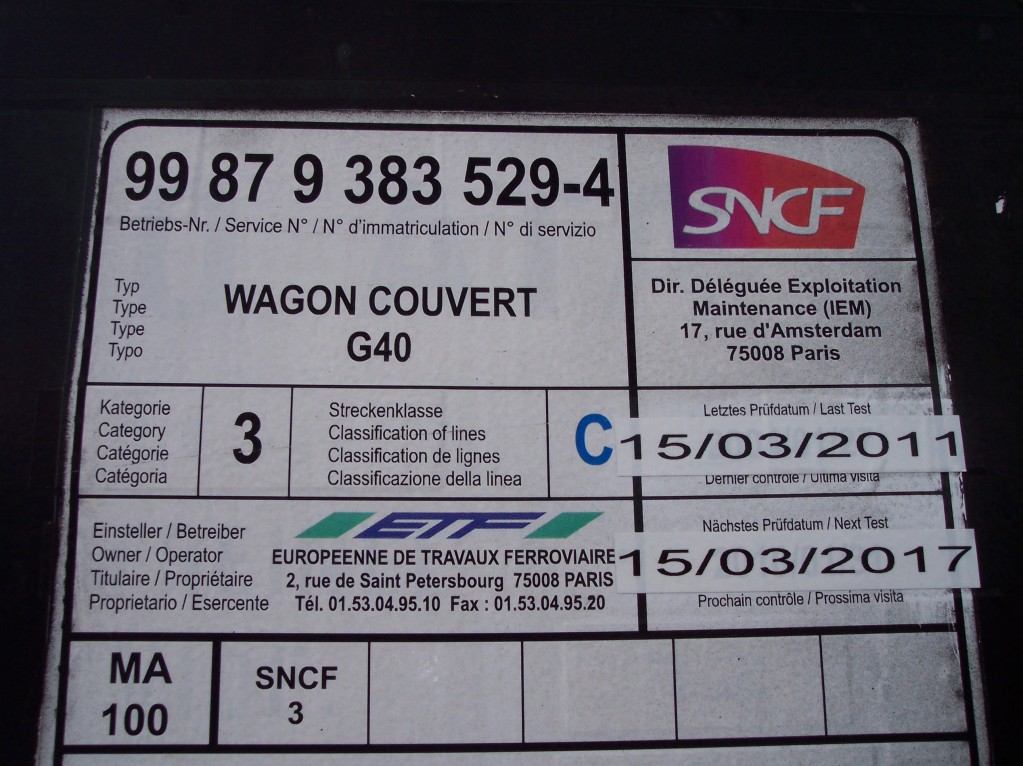 99 87 9 383 529-4
Betriebs-Nr. / Service N° / N° d'immatriculation / N° di servizio
SNCF
Typ
Type
Type
Typo
WAGON COUVERT
G40
Dir. Déléguée Exploitation
Maintenance (IEM)
17, rue d'Amsterdam
75008 Paris
Kategorie
Category
Catégorie
Catégoria
3
Streckenklasse
Classification of lines
Classification de lignes
Classificazione della linea
C
Letztes Prüfdatum / Last Test
15/03/2011
Dernier contrôle / Ultima visita
Einsteller / Betreiber
Owner / Operator
Titulaire / Propriétaire
Proprietario / Esercente
ETF
EUROPEENNE DE TRAVAUX FERROVIAIRE
2, rue de Saint Petersbourg 75008 PARIS
Tél. 01.53.04.95.10 Fax : 01.53.04.95.20
Nächstes Prüfdatum / Next Test
15/03/2017
Prochain contrôle / Prossima visita
MA
100
SNCF
3